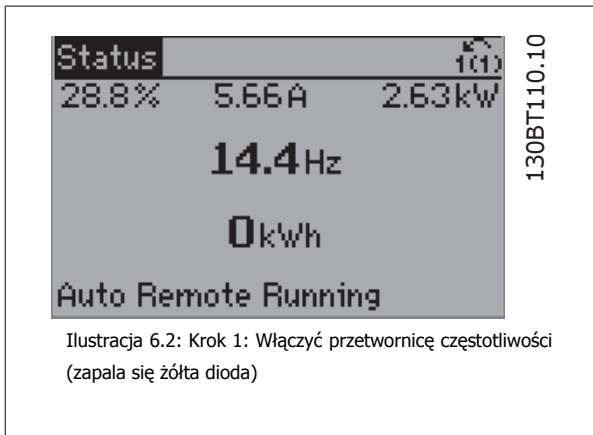 Status
1(1)
28.8% 5.66A 2.63kW
14.4Hz
0kWh
Auto Remote Running
130BT110.10
Ilustracja 6.2: Krok 1: Włączyć przetwornicę częstotliwości
(zapala się żółta dioda)